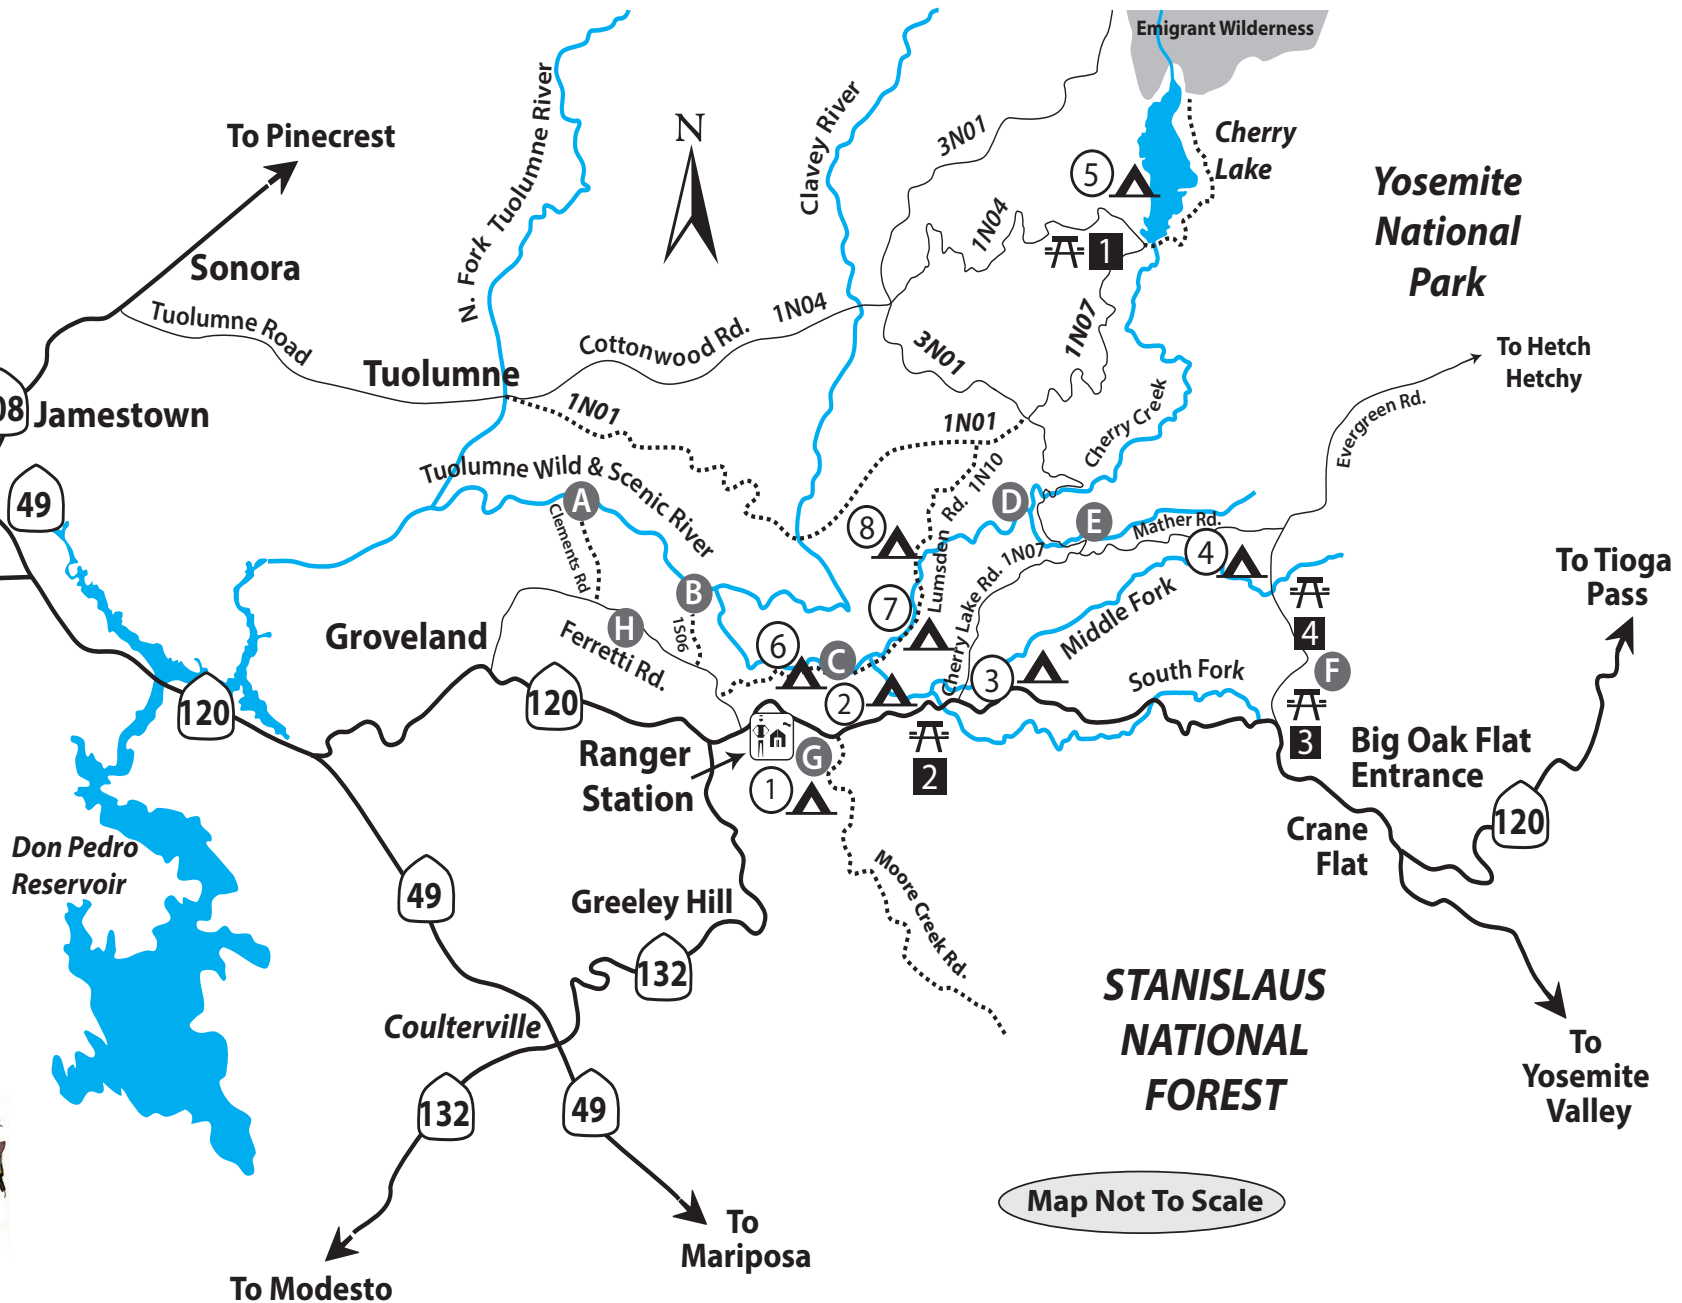 Emigrant Wilderness
To Pinecrest
N
N. Fork Tuolumne River
Clavey River
3N01
Cherry
Lake
5
Yosemite
National
Park
Sonora
1N04
1
Tuolumne Road
Cottonwood Rd.
1N04
3N01
1N07
To Hetch
Hetchy
Tuolumne
08
Jamestown
1N01
1N01
Cherry Creek
Evergreen Rd.
49
Tuolumne Wild & Scenic River
A
Clements Rd
8
Lumsden Rd. 1N10
D
E
Mather Rd.
4
To Tioga
Pass
B
7
Cherry Lake Rd. 1N07
Middle Fork
4
Groveland
H
Ferretti Rd.
1S06
6
C
3
South Fork
F
120
120
2
Ranger
Station
G
1
2
3
Big Oak Flat
Entrance
120
Crane
Flat
Don Pedro
Reservoir
49
Greeley Hill
Moore Creek Rd.
132
STANISLAUS
NATIONAL
FOREST
Coulterville
To
Yosemite
Valley
132
49
Map Not To Scale
To
Mariposa
To Modesto